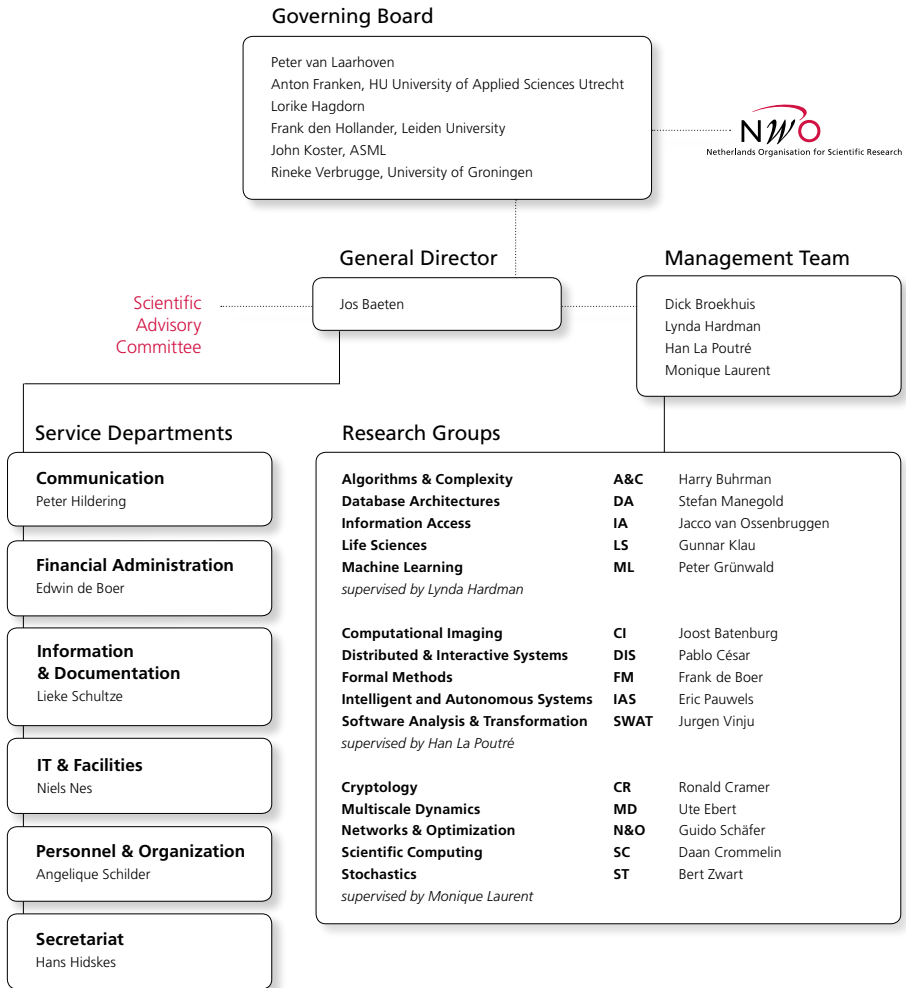 Governing Board
Peter van Laarhoven
Anton Franken, HU University of Applied Sciences Utrecht
Lorike Hagdorn
Frank den Hollander, Leiden University
John Koster, ASML
Rineke Verbrugge, University of Groningen
NWO
Netherlands Organisation for Scientific Research
General Director
Jos Baeten
Management Team
Dick Broekhuis
Lynda Hardman
Han La Poutré
Monique Laurent
Scientific
Advisory
Committee
Service Departments
Communication
Peter Hildering
Financial Administration
Edwin de Boer
Information
& Documentation
Lieke Schultze
IT & Facilities
Niels Nes
Personnel & Organization
Angelique Schilder
Secretariat
Hans Hidskes
Research Groups
Algorithms & Complexity A&C Harry Buhrman
Database Architectures DA Stefan Manegold
Information Access IA Jacco van Ossenbruggen
Life Sciences LS Gunnar Klau
Machine Learning ML Peter Grünwald
supervised by Lynda Hardman
Computational Imaging CI Joost Batenburg
Distributed & Interactive Systems DIS Pablo César
Formal Methods FM Frank de Boer
Intelligent and Autonomous Systems IAS Eric Pauwels
Software Analysis & Transformation SWAT Jurgen Vinju
supervised by Han La Poutré
Cryptology CR Ronald Cramer
Multiscale Dynamics MD Ute Ebert
Networks & Optimization N&O Guido Schäfer
Scientific Computing SC Daan Crommelin
Stochastics ST Bert Zwart
supervised by Monique Laurent